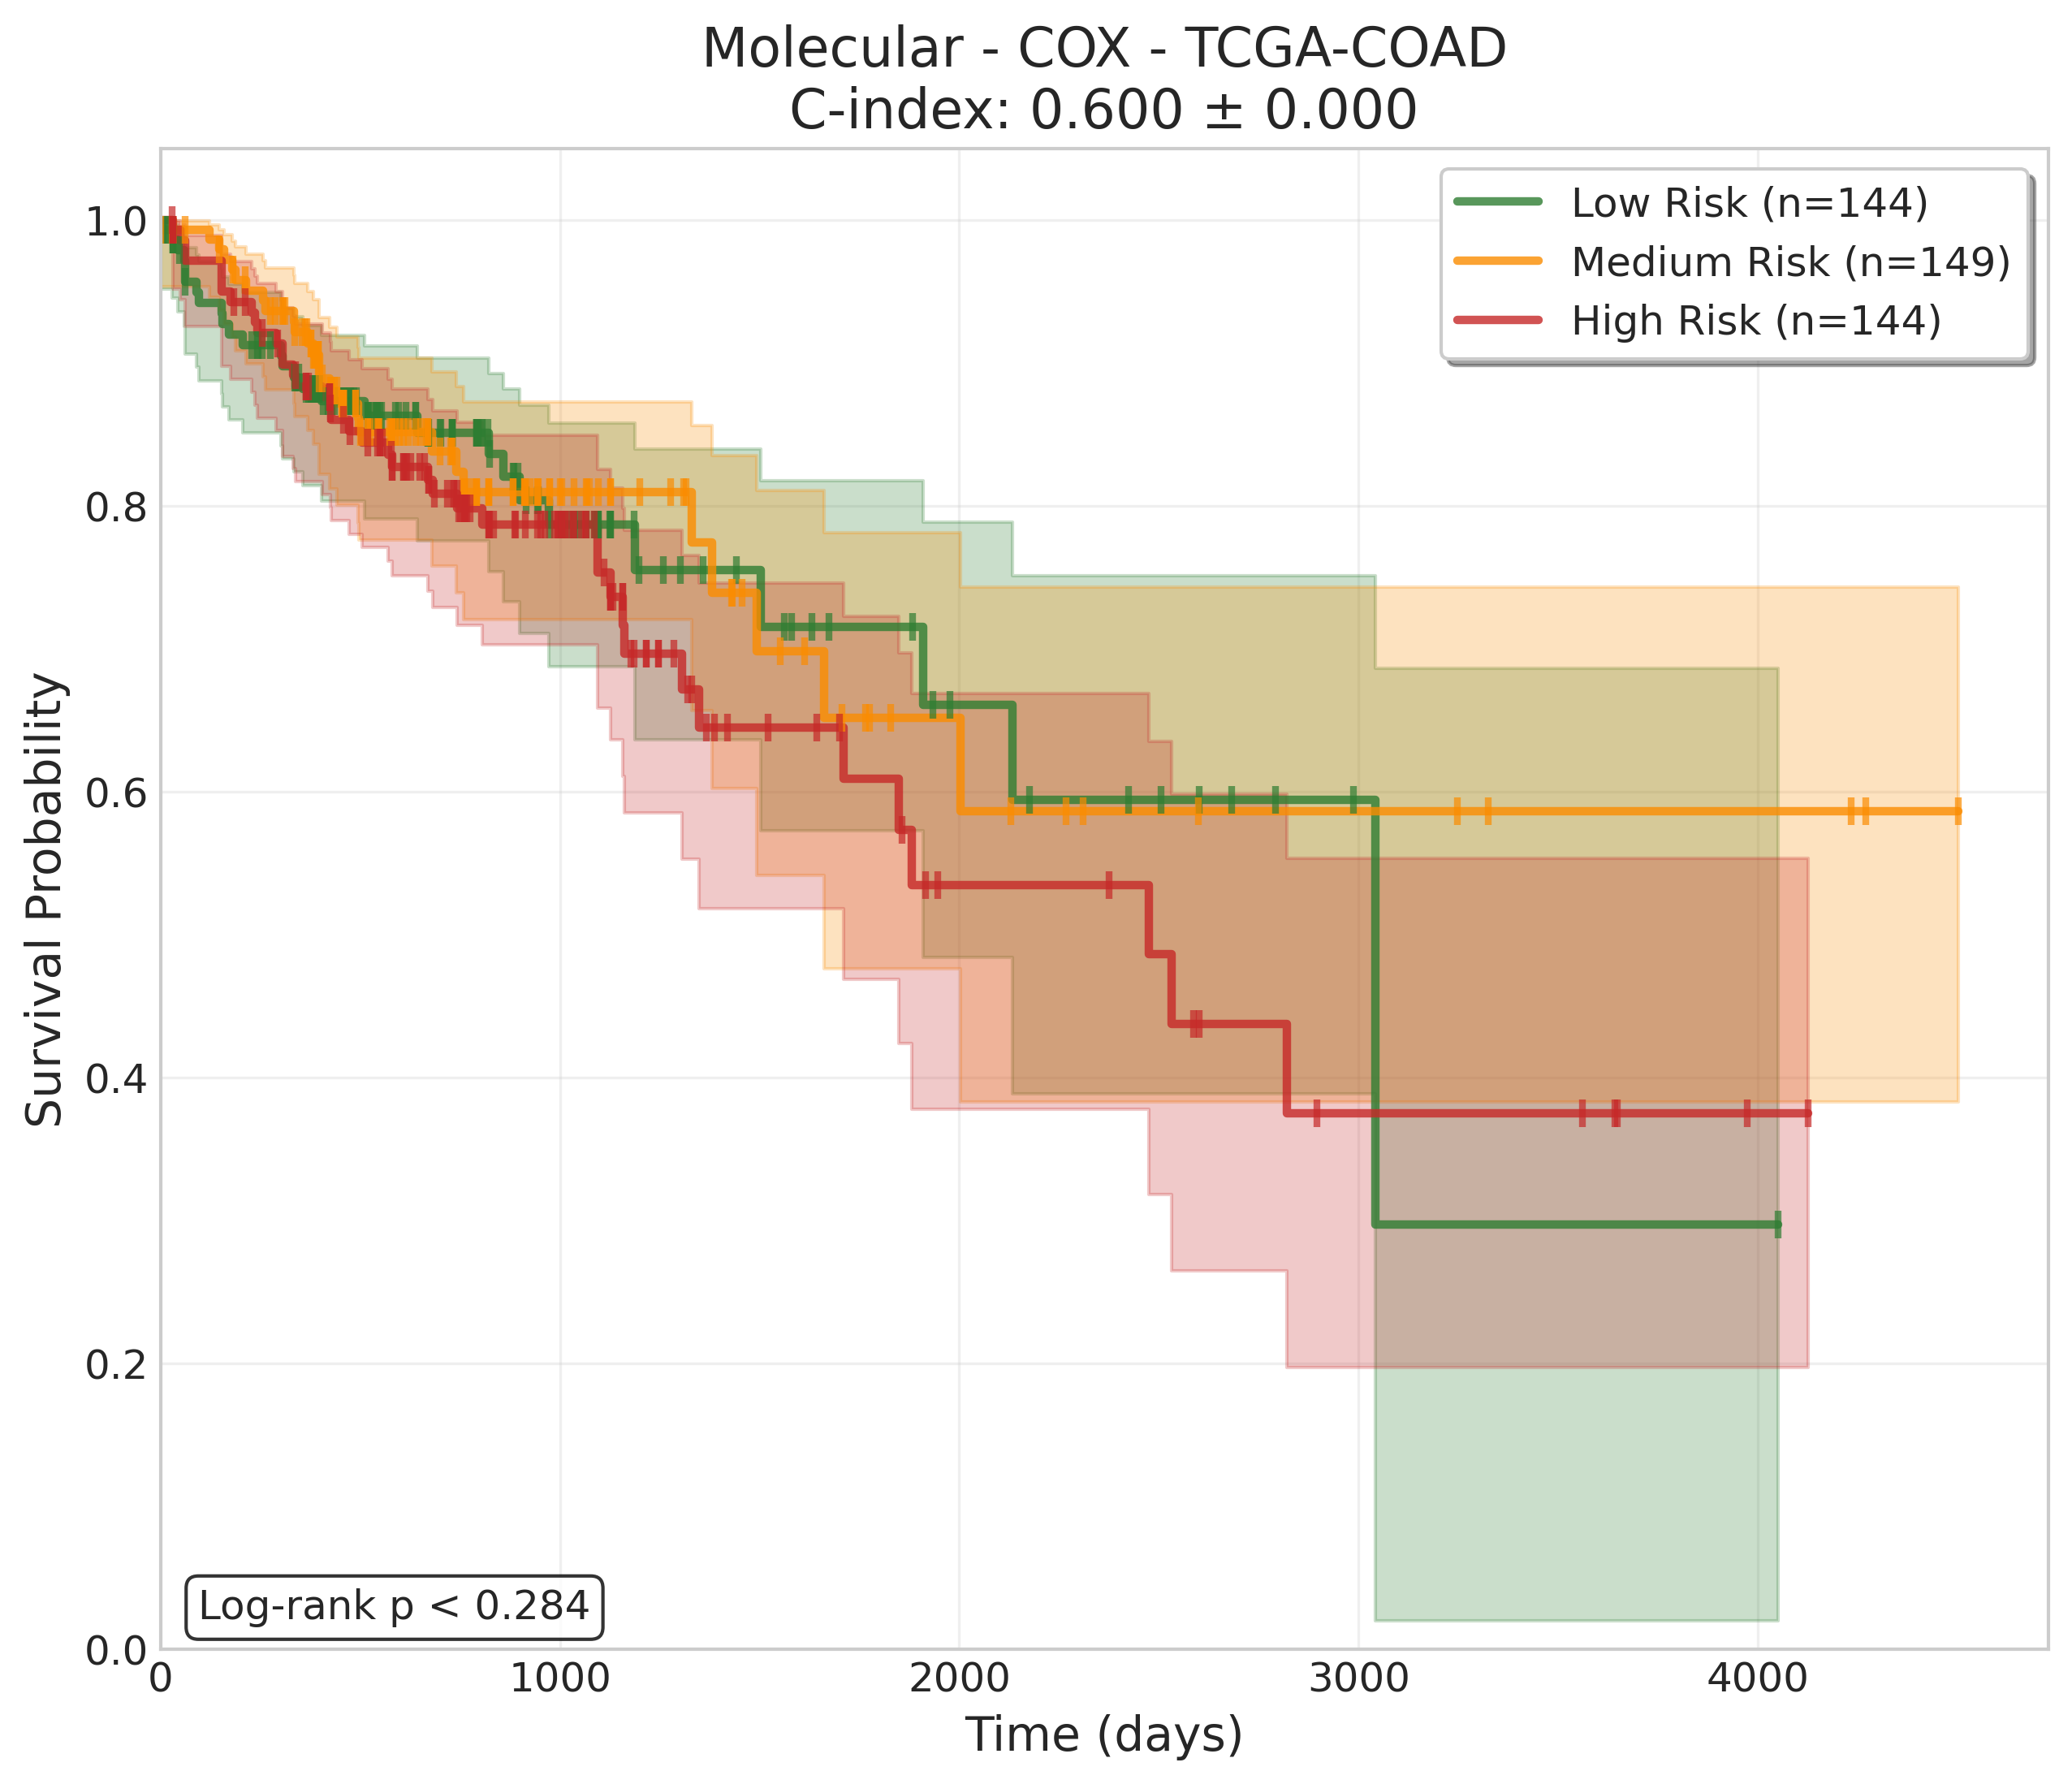 Molecular - COX - TCGA-COAD
C-index: 0.600 ± 0.000
Low Risk (n=144)
Medium Risk (n=149)
High Risk (n=144)
Survival Probability
1.0
0.8
0.6
0.4
0.2
0.0
Log-rank p < 0.284
0 1000 2000 3000 4000
Time (days)